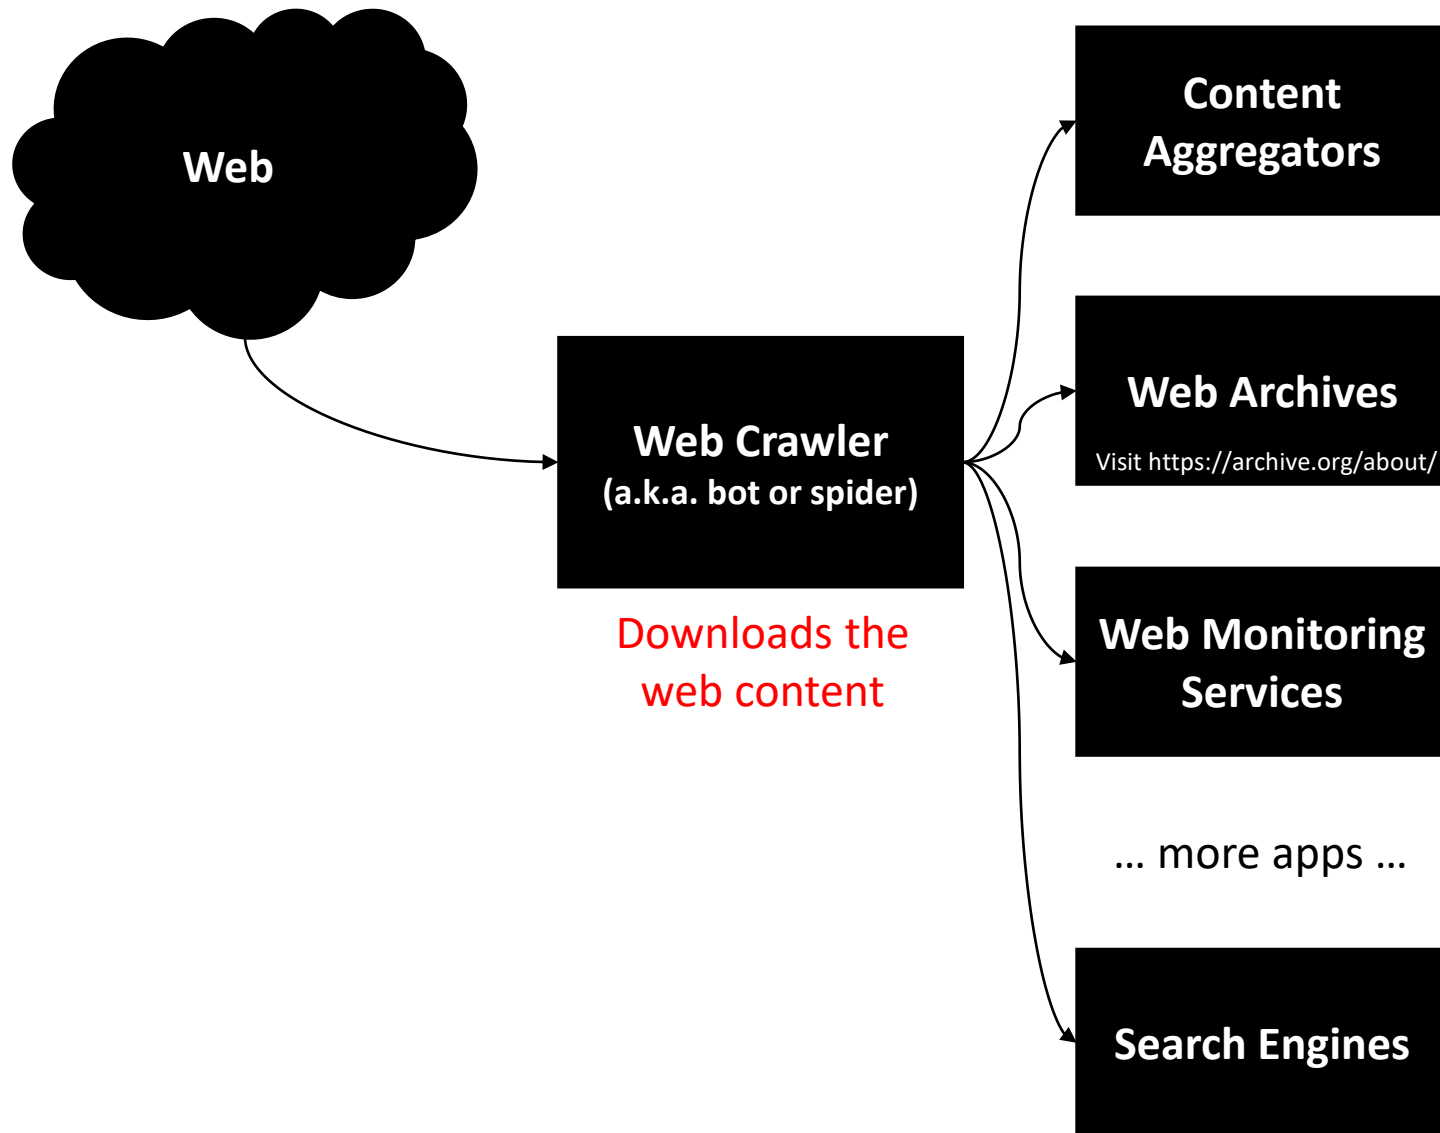 Web
Web Crawler
(a.k.a. bot or spider)
Downloads the
web content
Content
Aggregators
Web Archives
Visit https://archive.org/about/
Web Monitoring
Services
... more apps ...
Search Engines